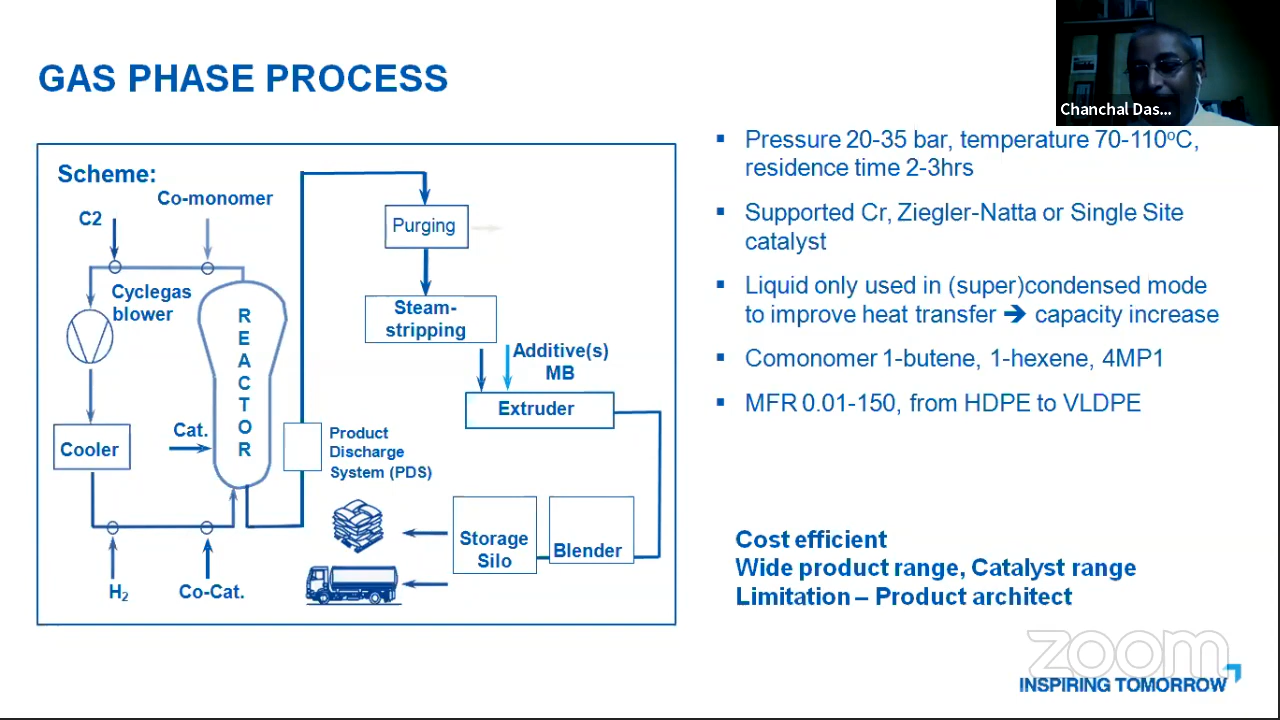 GAS PHASE PROCESS
Chanchal Das...
Scheme:
Co-monomer
C2
Cyclegas
blower
REACTOR
Cooler
Cat.
H2
Co-Cat.
Product
Discharge
System (PDS)
Purging
Steam-
stripping
Additive(s)
MB
Extruder
Storage
Silo
Blender
▪ Pressure 20-35 bar, temperature 70-110ºC,
residence time 2-3hrs
▪ Supported Cr, Ziegler-Natta or Single Site
catalyst
▪ Liquid only used in (super)condensed mode
to improve heat transfer ➔ capacity increase
▪ Comonomer 1-butene, 1-hexene, 4MP1
▪ MFR 0.01-150, from HDPE to VLDPE
Cost efficient
Wide product range, Catalyst range
Limitation – Product architect
zoom
INSPIRING TOMORROW